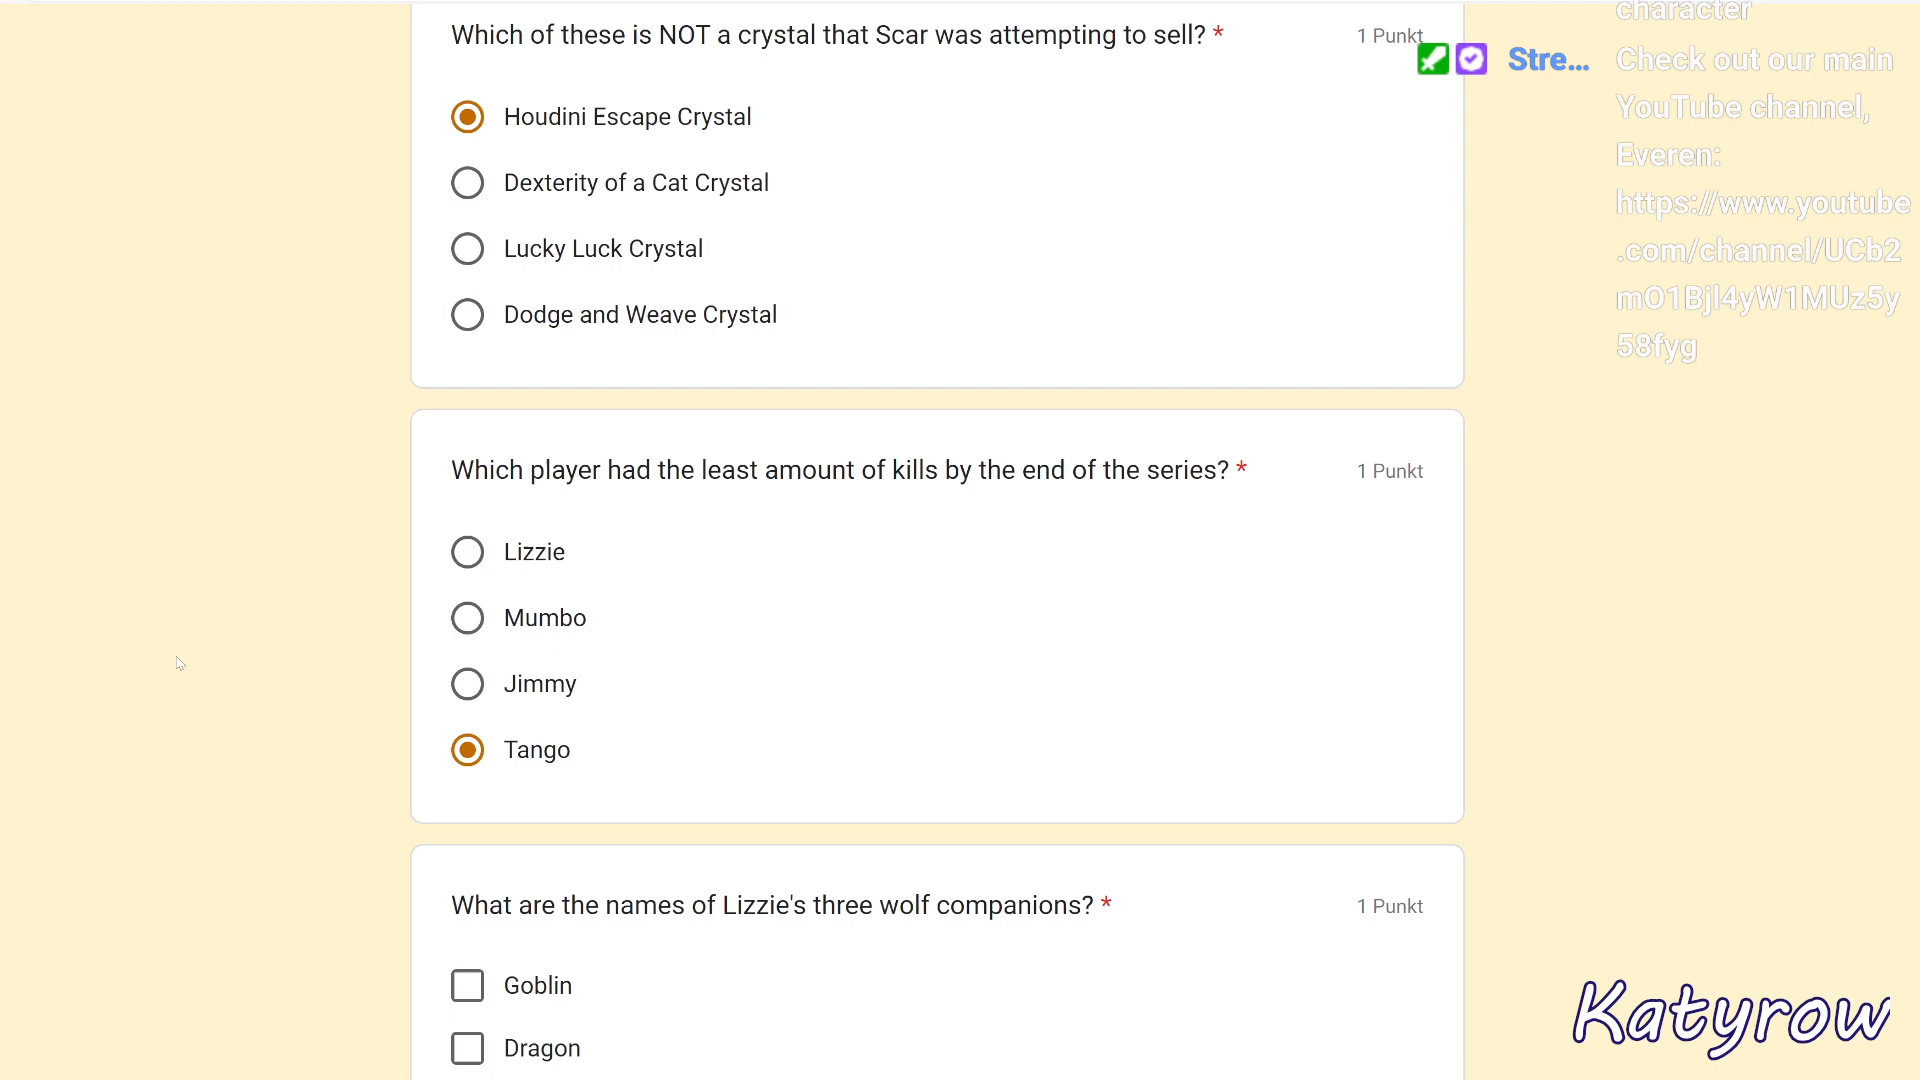 Which of these is NOT a crystal that Scar was attempting to sell? *
1 Punkt
Houdini Escape Crystal
Dexterity of a Cat Crystal
Lucky Luck Crystal
Dodge and Weave Crystal
Which player had the least amount of kills by the end of the series? *
1 Punkt
Lizzie
Mumbo
Jimmy
Tango
What are the names of Lizzie's three wolf companions? *
1 Punkt
Goblin
Dragon
character
Stre...
Check out our main
YouTube channel,
Everen:
https://www.youtube
.com/channel/UCb2
mO1Bjl4yW1MUz5y
58fyg
Katyrow